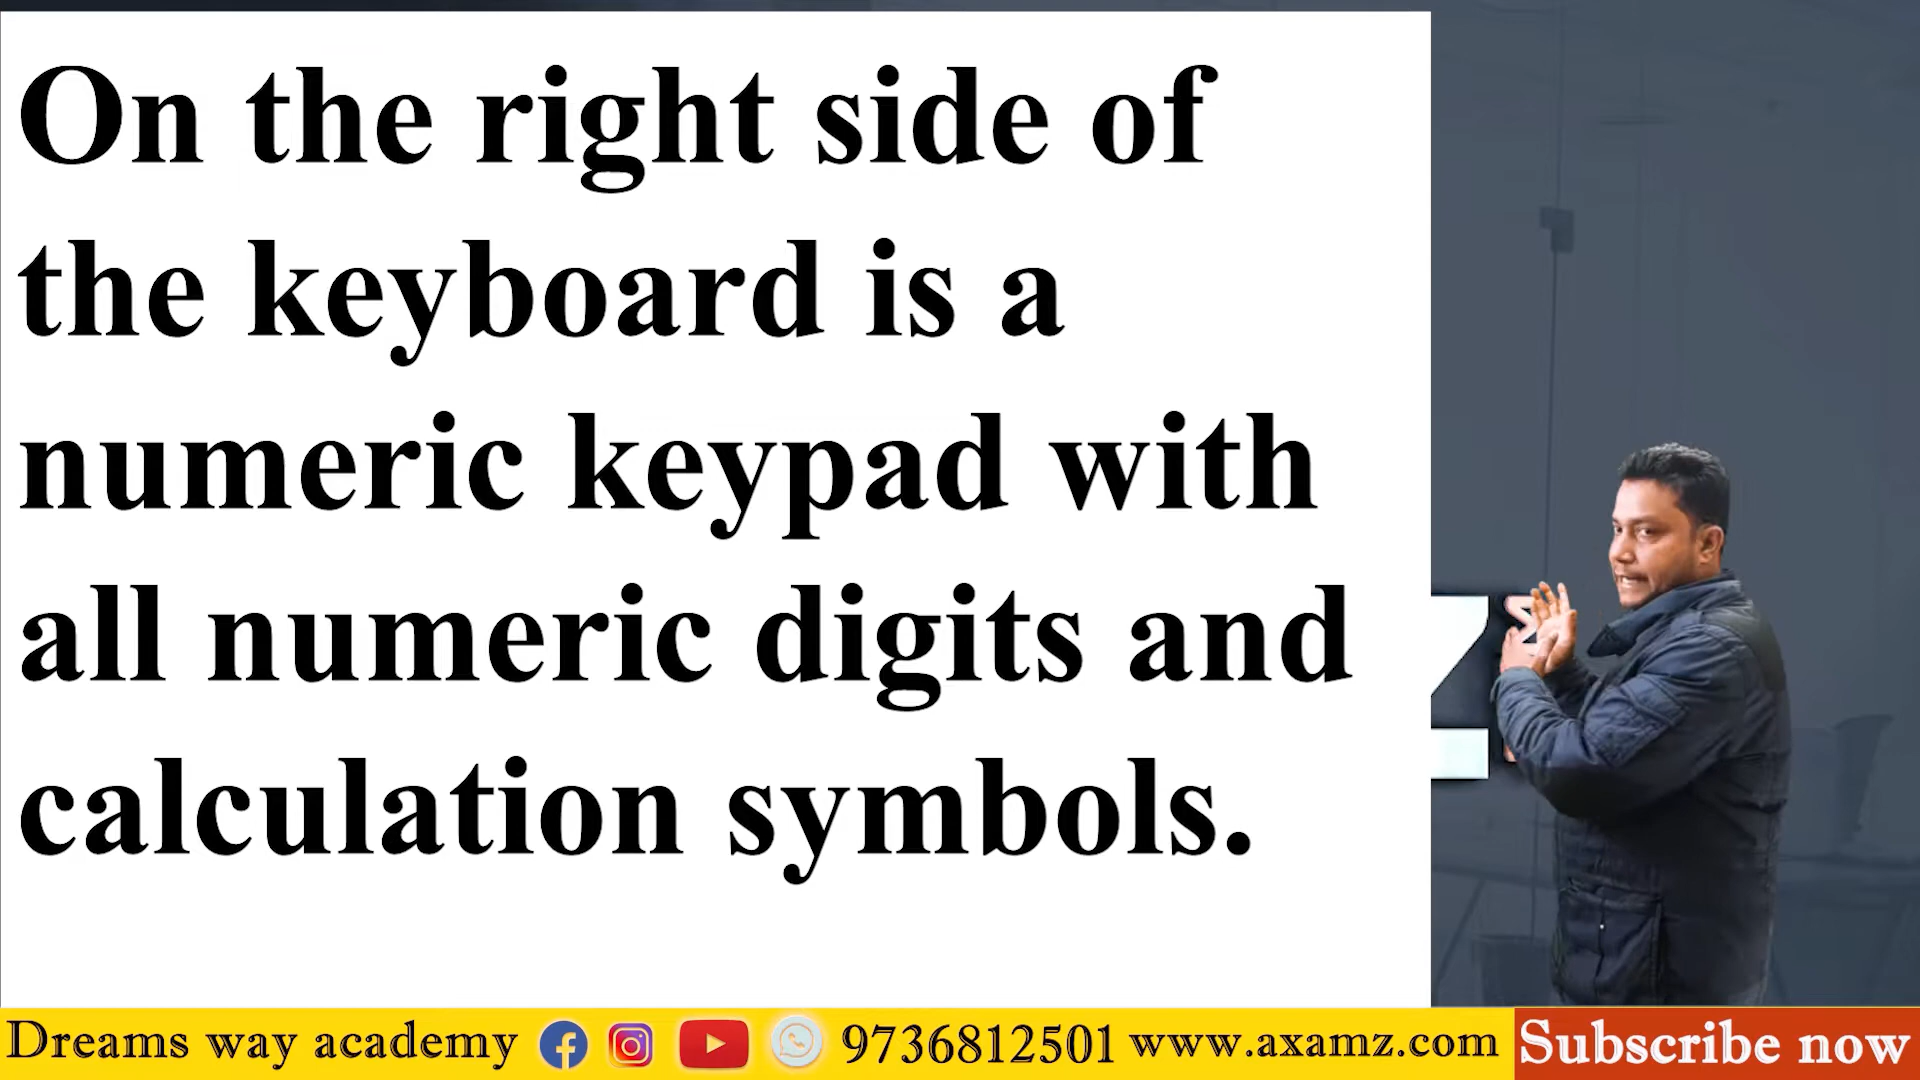 On the right side of
the keyboard is a
numeric keypad with
all numeric digits and
calculation symbols.
Z
Dreams way academy 9736812501 www.axamz.com Subscribe now